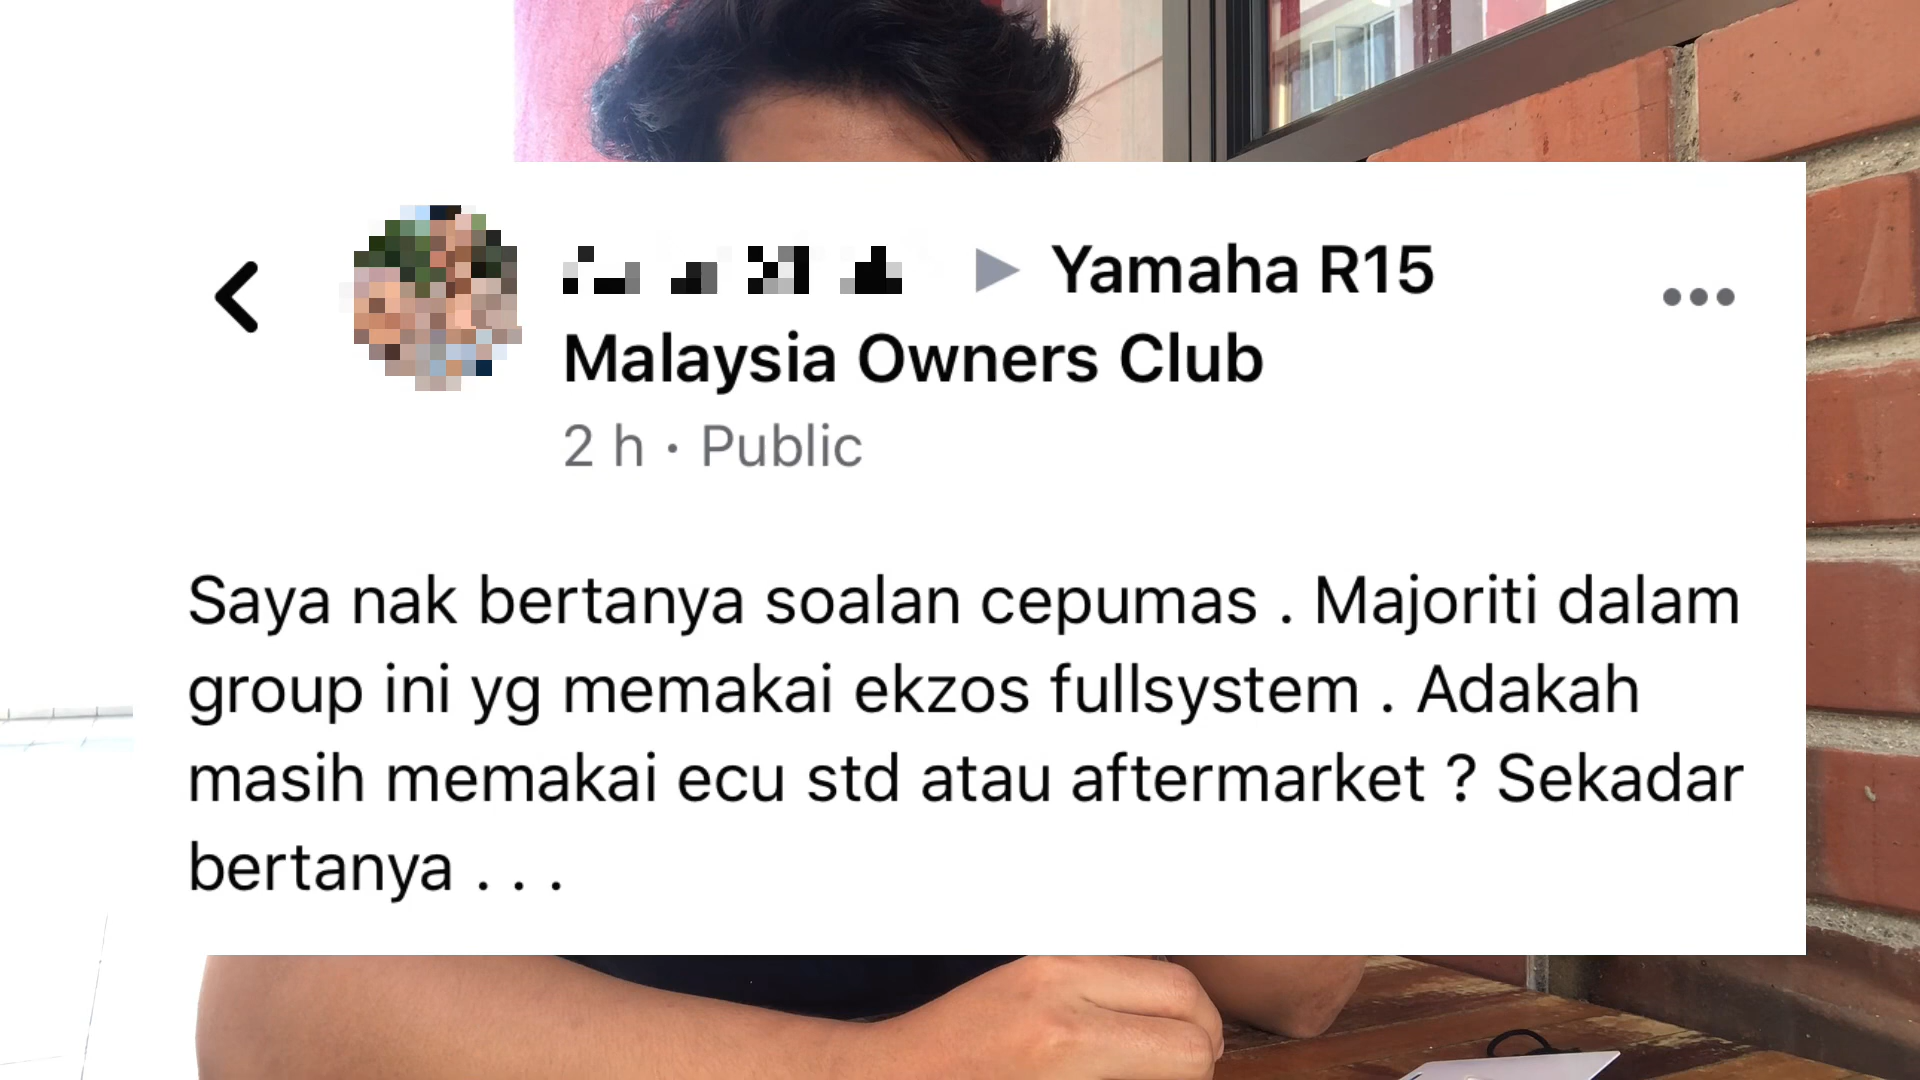 Yamaha R15
Malaysia Owners Club
2 h · Public
Saya nak bertanya soalan cepumas . Majoriti dalam
group ini yg memakai ekzos fullsystem . Adakah
masih memakai ecu std atau aftermarket ? Sekadar
bertanya . . .